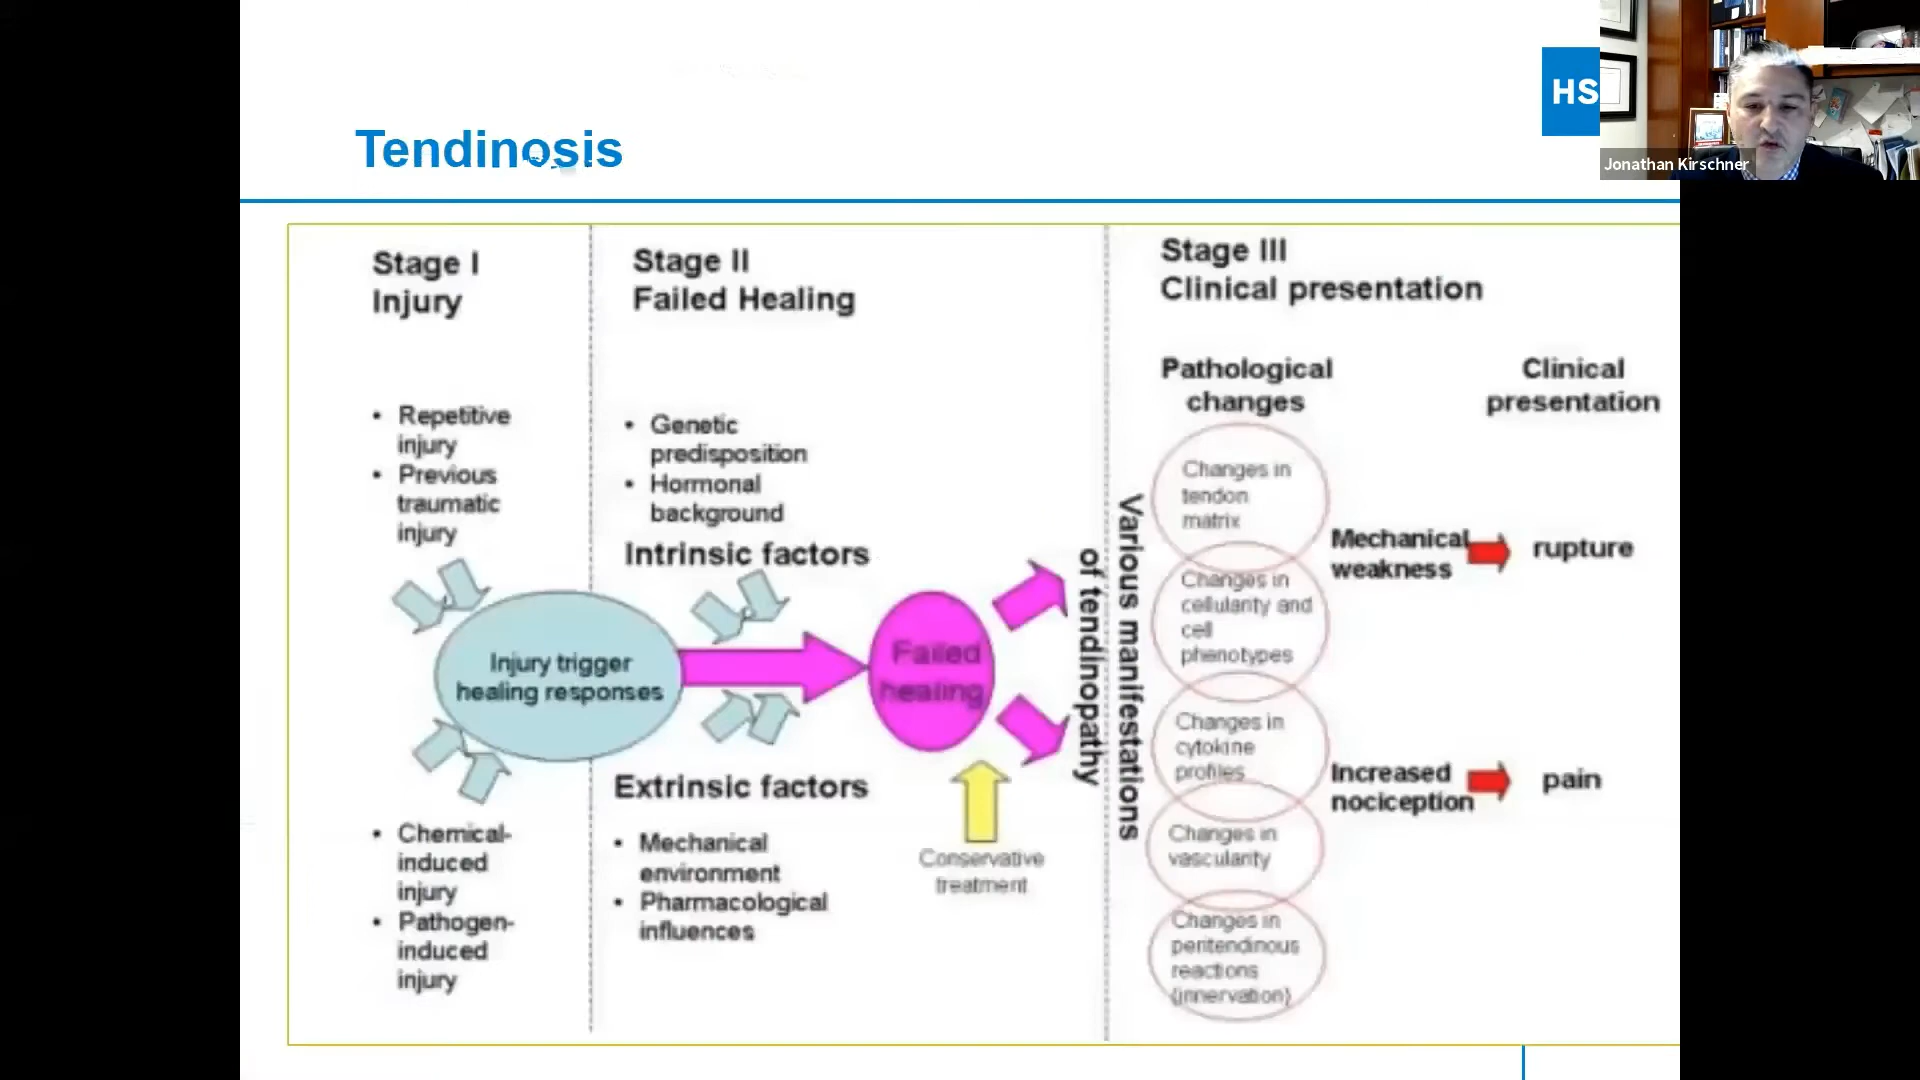 Tendinosis
HS
Jonathan Kirschner
Stage I
Injury
• Repetitive
injury
• Previous
traumatic
injury
Injury trigger
healing responses
• Chemical-
induced
injury
• Pathogen-
induced
injury
Stage II
Failed Healing
• Genetic
predisposition
• Hormonal
background
Intrinsic factors
Failed
healing
Extrinsic factors
• Mechanical
environment
• Pharmacological
influences
Conservative
treatment
Various manifestations
of tendinopathy
Stage III
Clinical presentation
Pathological
changes
Changes in
tendon
matrix
Changes in
cellularity and
cell
phenotypes
Changes in
cytokine
profiles
Changes in
vascularity
Changes in
peritendinous
reactions
(innervation)
Mechanical
weakness
Increased
nociception
Clinical
presentation
rupture
pain